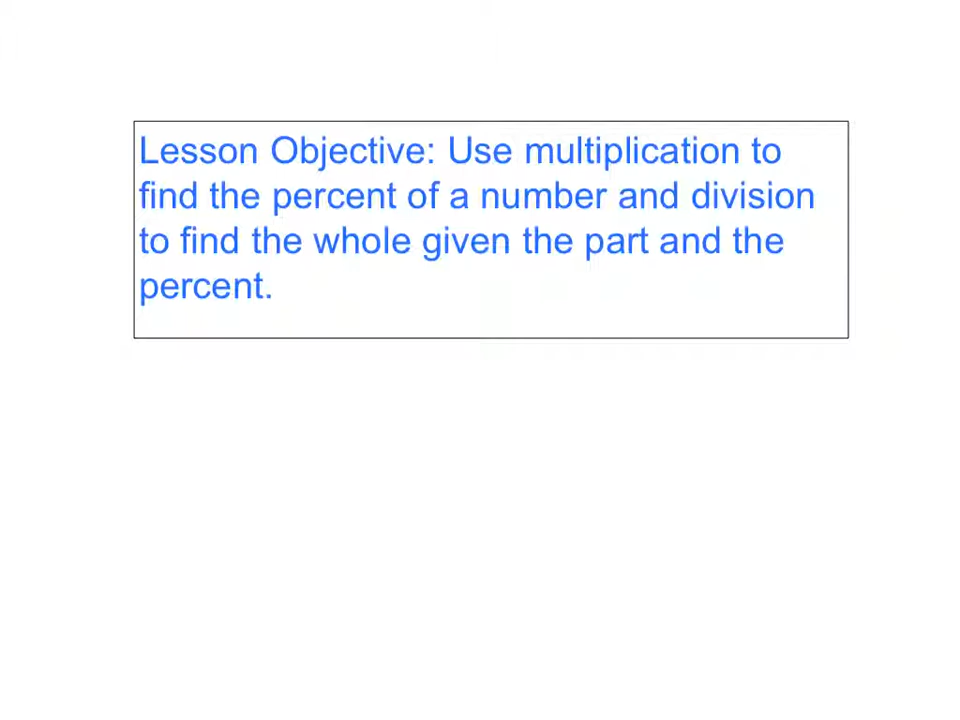 Lesson Objective: Use multiplication to
find the percent of a number and division
to find the whole given the part and the
percent.